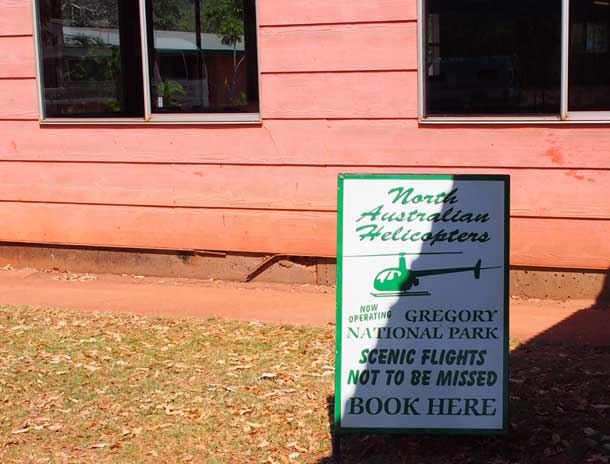 North
Australian
Helicopters
NOW
OPERATING GREGORY
NATIONAL PARK
SCENIC FLIGHTS
NOT TO BE MISSED
BOOK HERE